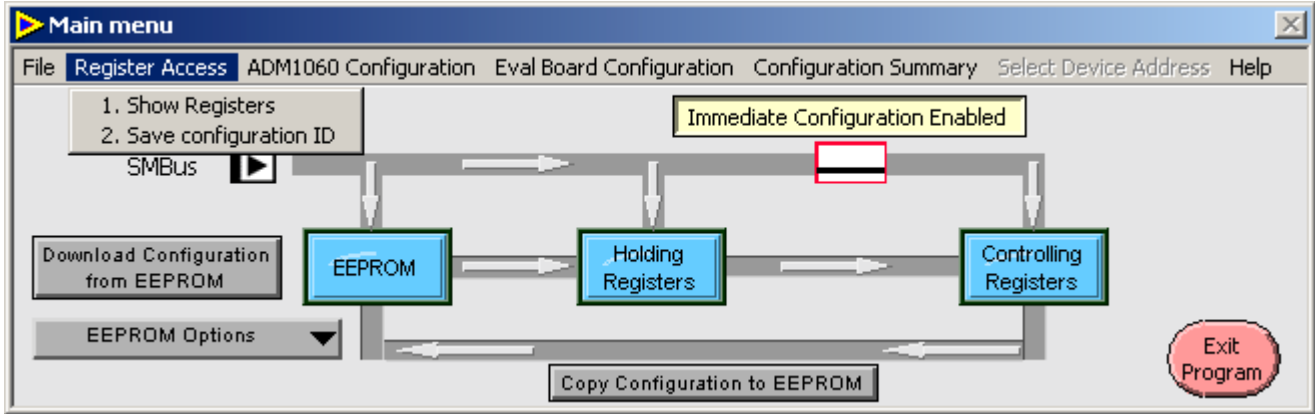 Main menu
File Register Access ADM1060 Configuration Eval Board Configuration Configuration Summary Select Device Address Help
1. Show Registers
2. Save configuration ID
Immediate Configuration Enabled
SMBus
Download Configuration
from EEPROM
EEPROM
Holding
Registers
Controlling
Registers
EEPROM Options
Copy Configuration to EEPROM
Exit
Program